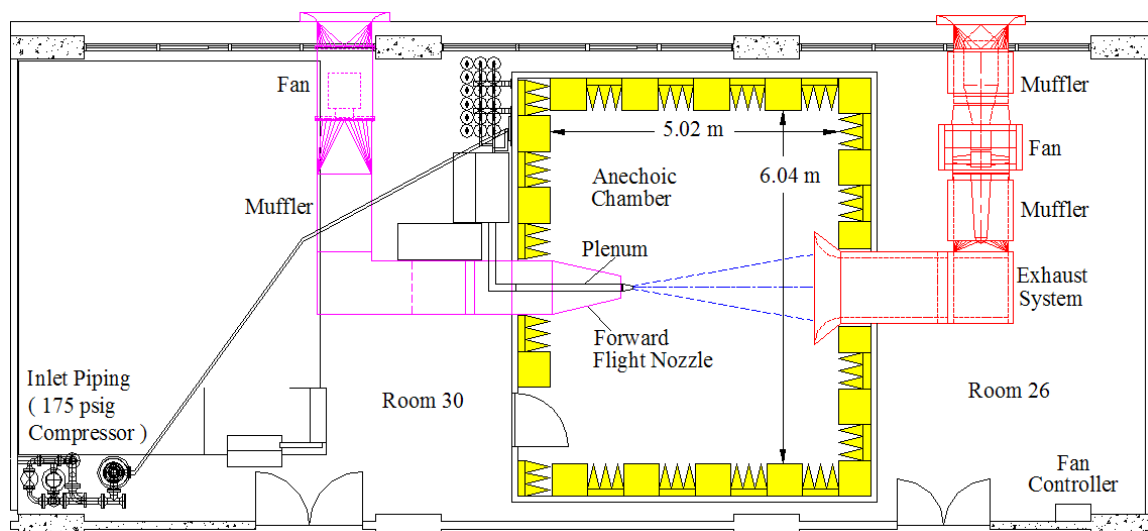 Fan
Muffler
5.02 m
Fan
6.04 m
Anechoic
Chamber
Muffler
Muffler
Plenum
Exhaust
System
Forward
Flight Nozzle
Inlet Piping
( 175 psig
Compressor )
Room 30
Room 26
Fan
Controller